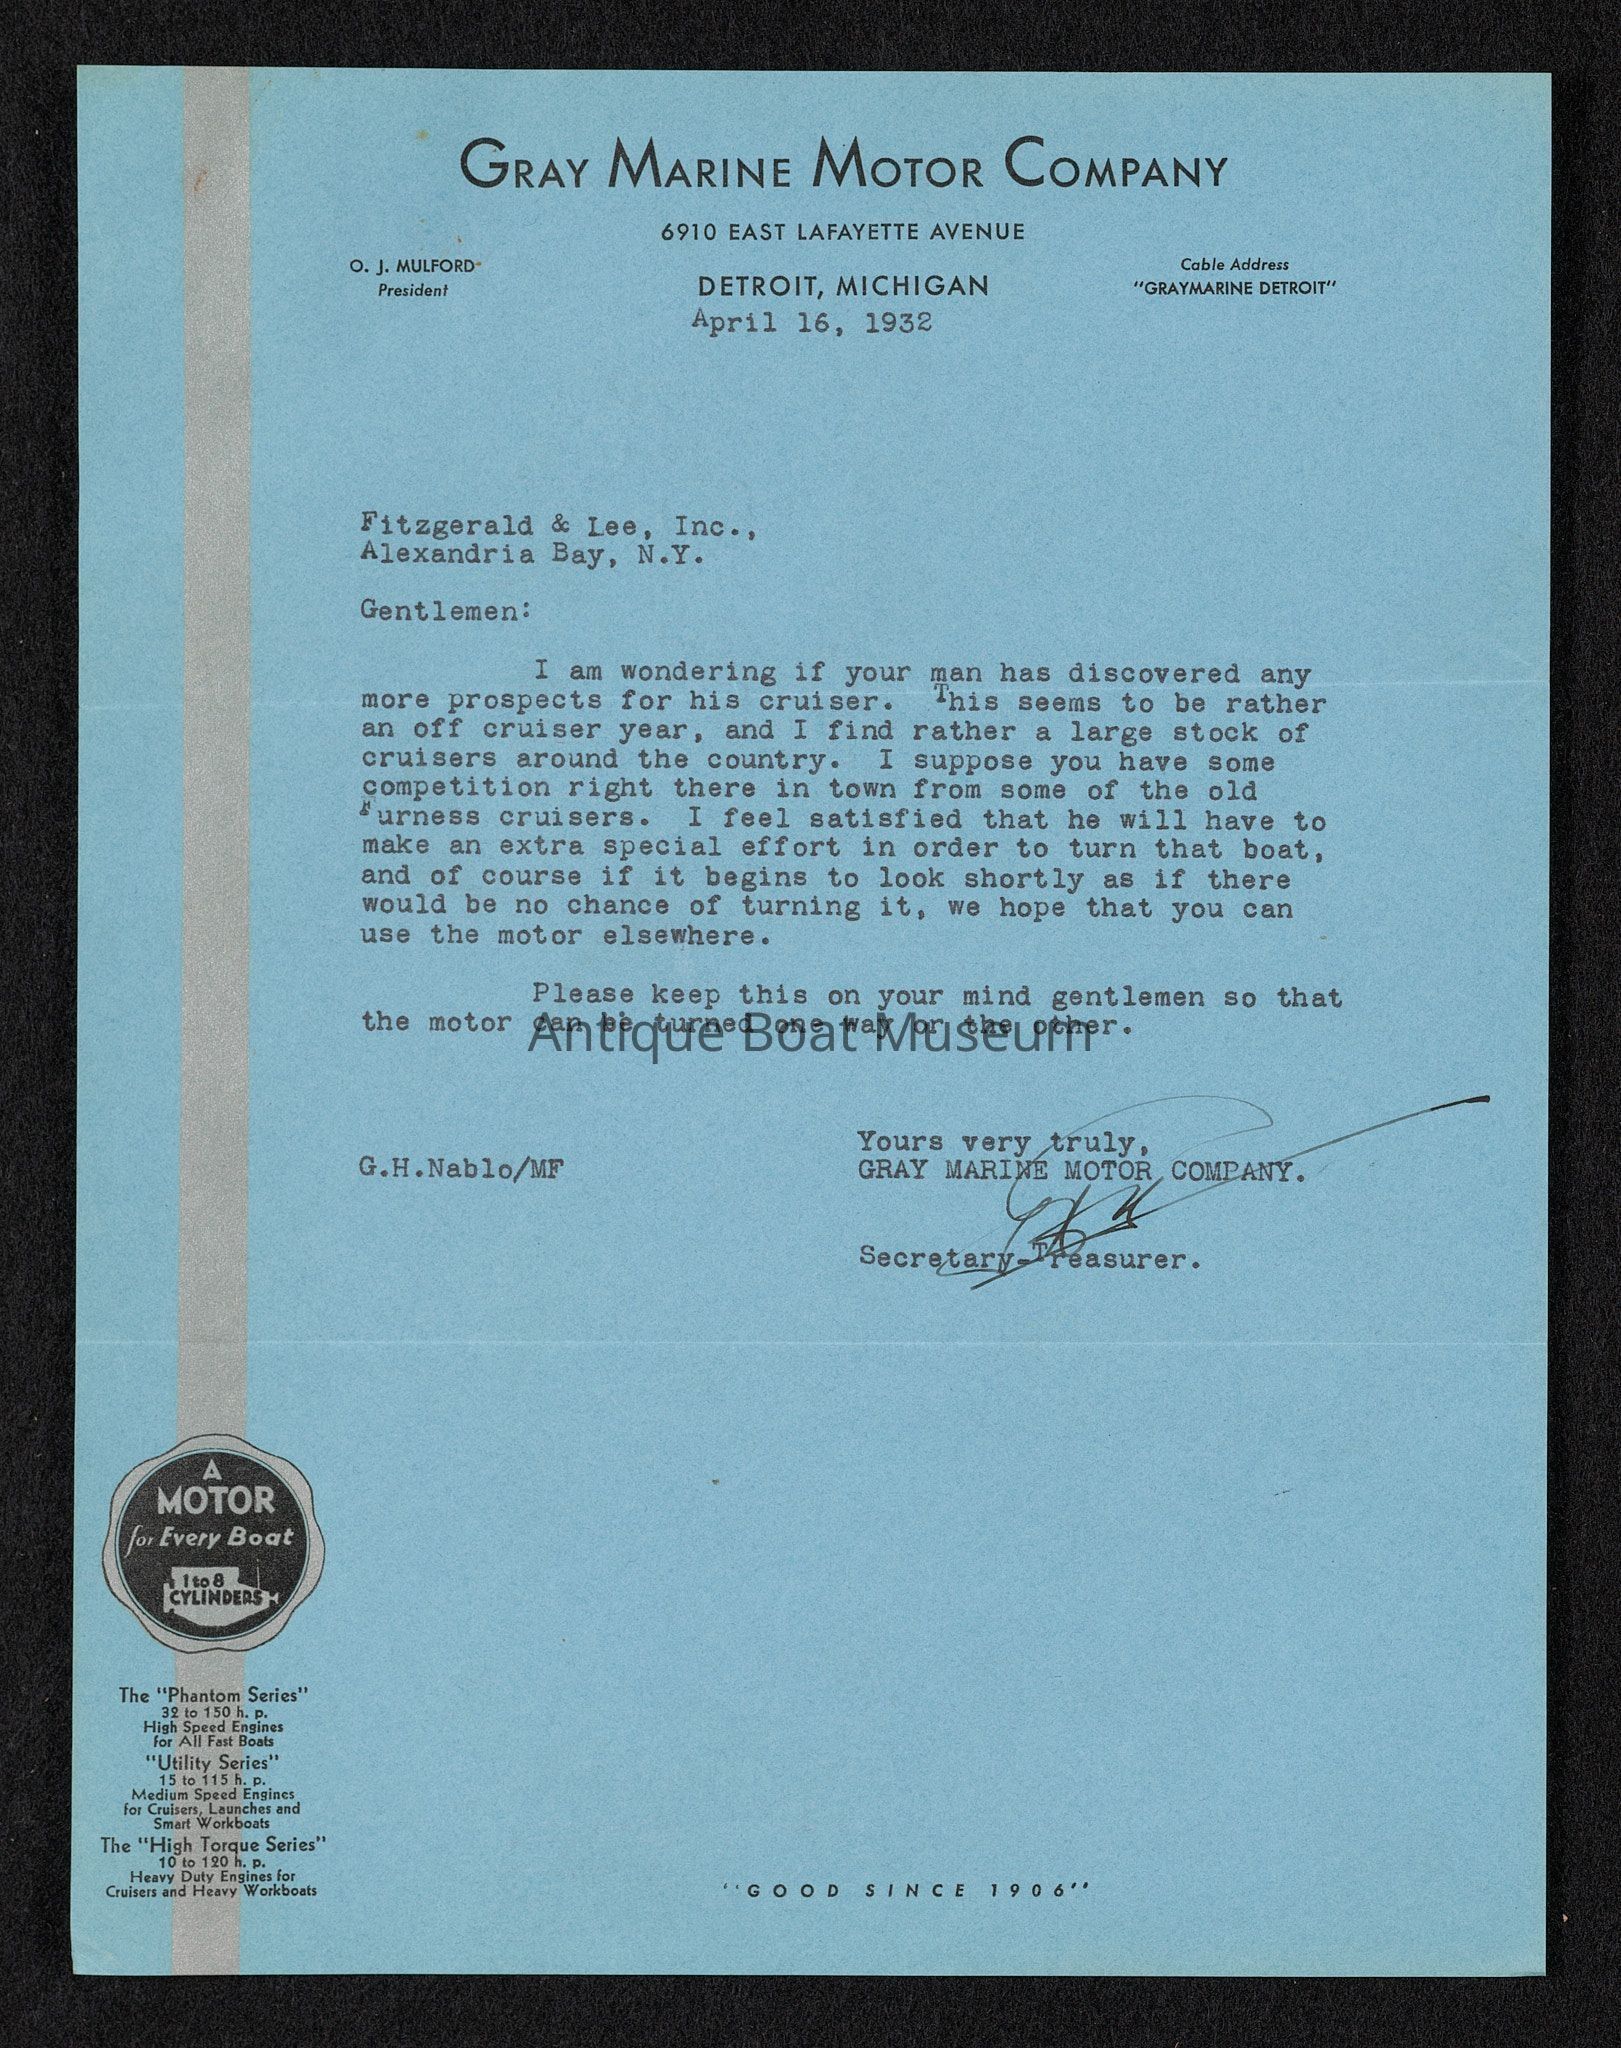 GRAY MARINE MOTOR COMPANY
6910 EAST LAFAYETTE AVENUE
O. J. MULFORD
President
DETROIT, MICHIGAN
Cable Address
"GRAYMARINE DETROIT"
April 16, 1932
Fitzgerald & Lee, Inc.,
Alexandria Bay, N.Y.
Gentlemen:
I am wondering if your man has discovered any
more prospects for his cruiser. This seems to be rather
an off cruiser year, and I find rather a large stock of
cruisers around the country. I suppose you have some
competition right there in town from some of the old
Furness cruisers. I feel satisfied that he will have to
make an extra special effort in order to turn that boat,
and of course if it begins to look shortly as if there
would be no chance of turning it, we hope that you can
use the motor elsewhere.
Please keep this on your mind gentlemen so that
the motor can be turned one way or the other.
Antique Boat Museum
Yours very truly,
G.H.Nablo/MF
GRAY MARINE MOTOR COMPANY.
Secretary-Treasurer.
A
MOTOR
for Every Boat
1 to 8
CYLINDERS
The "Phantom Series"
32 to 150 h. p.
High Speed Engines
for All Fast Boats
"Utility Series"
15 to 115 h. p.
Medium Speed Engines
for Cruisers, Launches and
Smart Workboats
The "High Torque Series"
10 to 120 h. p.
Heavy Duty Engines for
Cruisers and Heavy Workboats
"GOOD SINCE 1906"